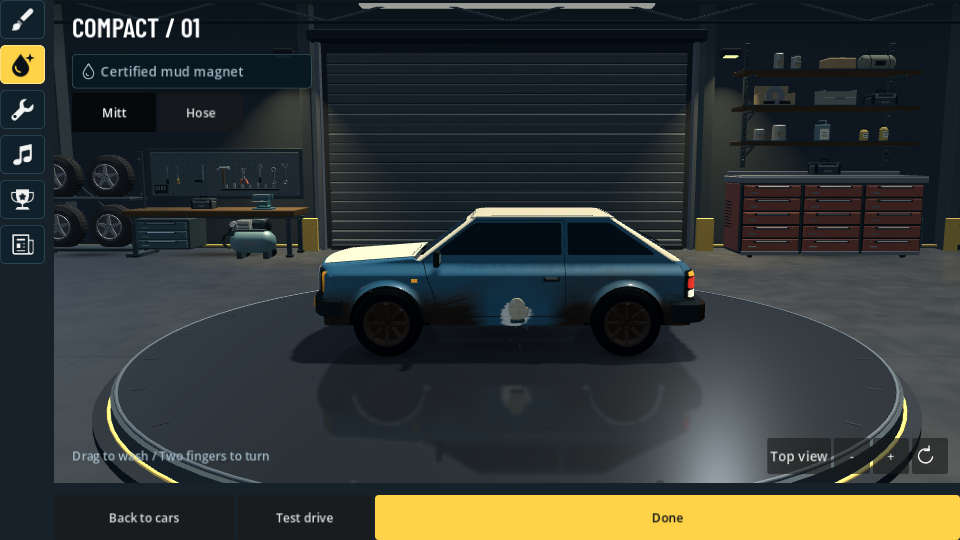 COMPACT / 01
Certified mud magnet
Mitt
Hose
Drag to wash / Two fingers to turn
Top view
-
+
Back to cars
Test drive
Done